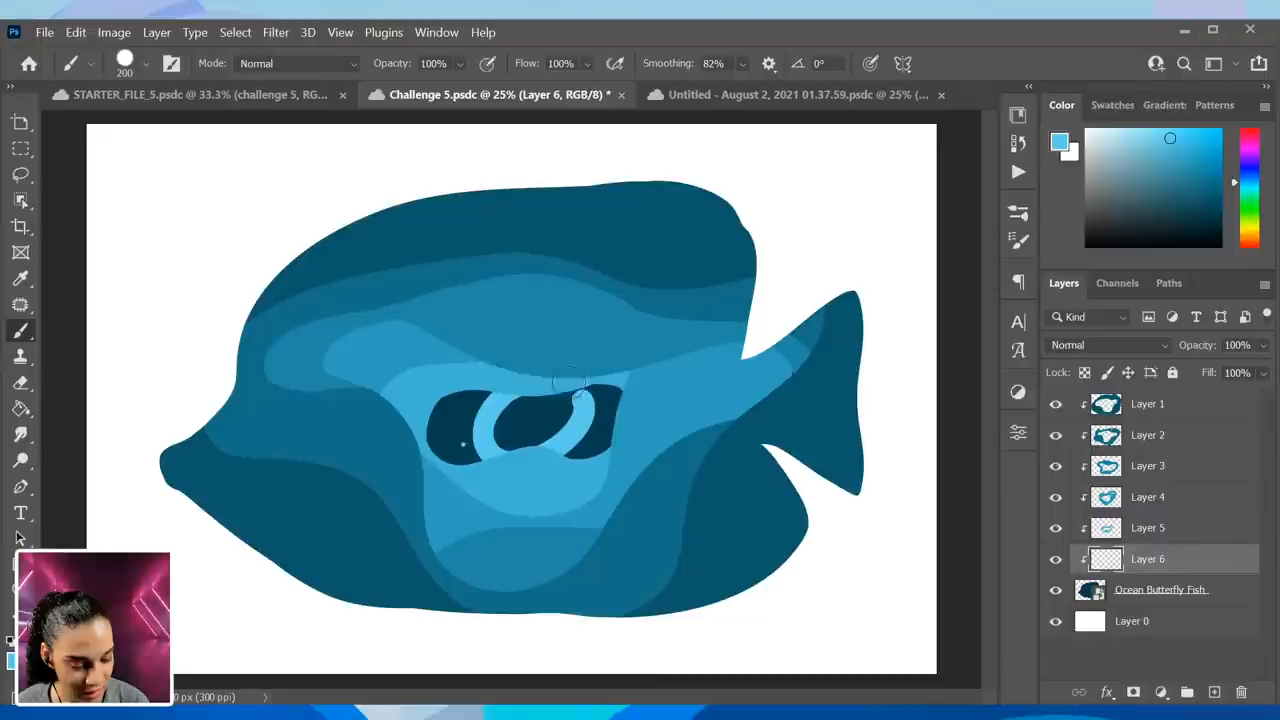 Ps File Edit Image Layer Type Select Filter 3D View Plugins Window Help
200 Mode: Normal Opacity: 100% Flow: 100% Smoothing: 82% 0°
STARTER_FILE_5.psdc @ 33.3% (challenge 5, RG... Challenge 5.psdc @ 25% (Layer 6, RGB/8) * Untitled - August 2, 2021 01.37.59.psdc @ 25% (...
Color Swatches Gradient: Patterns
Layers Channels Paths
Kind
Normal Opacity: 100%
Lock: Fill: 100%
Layer 1
Layer 2
Layer 3
Layer 4
Layer 5
Layer 6
Ocean Butterfly Fish
Layer 0
0 px (300 ppi)